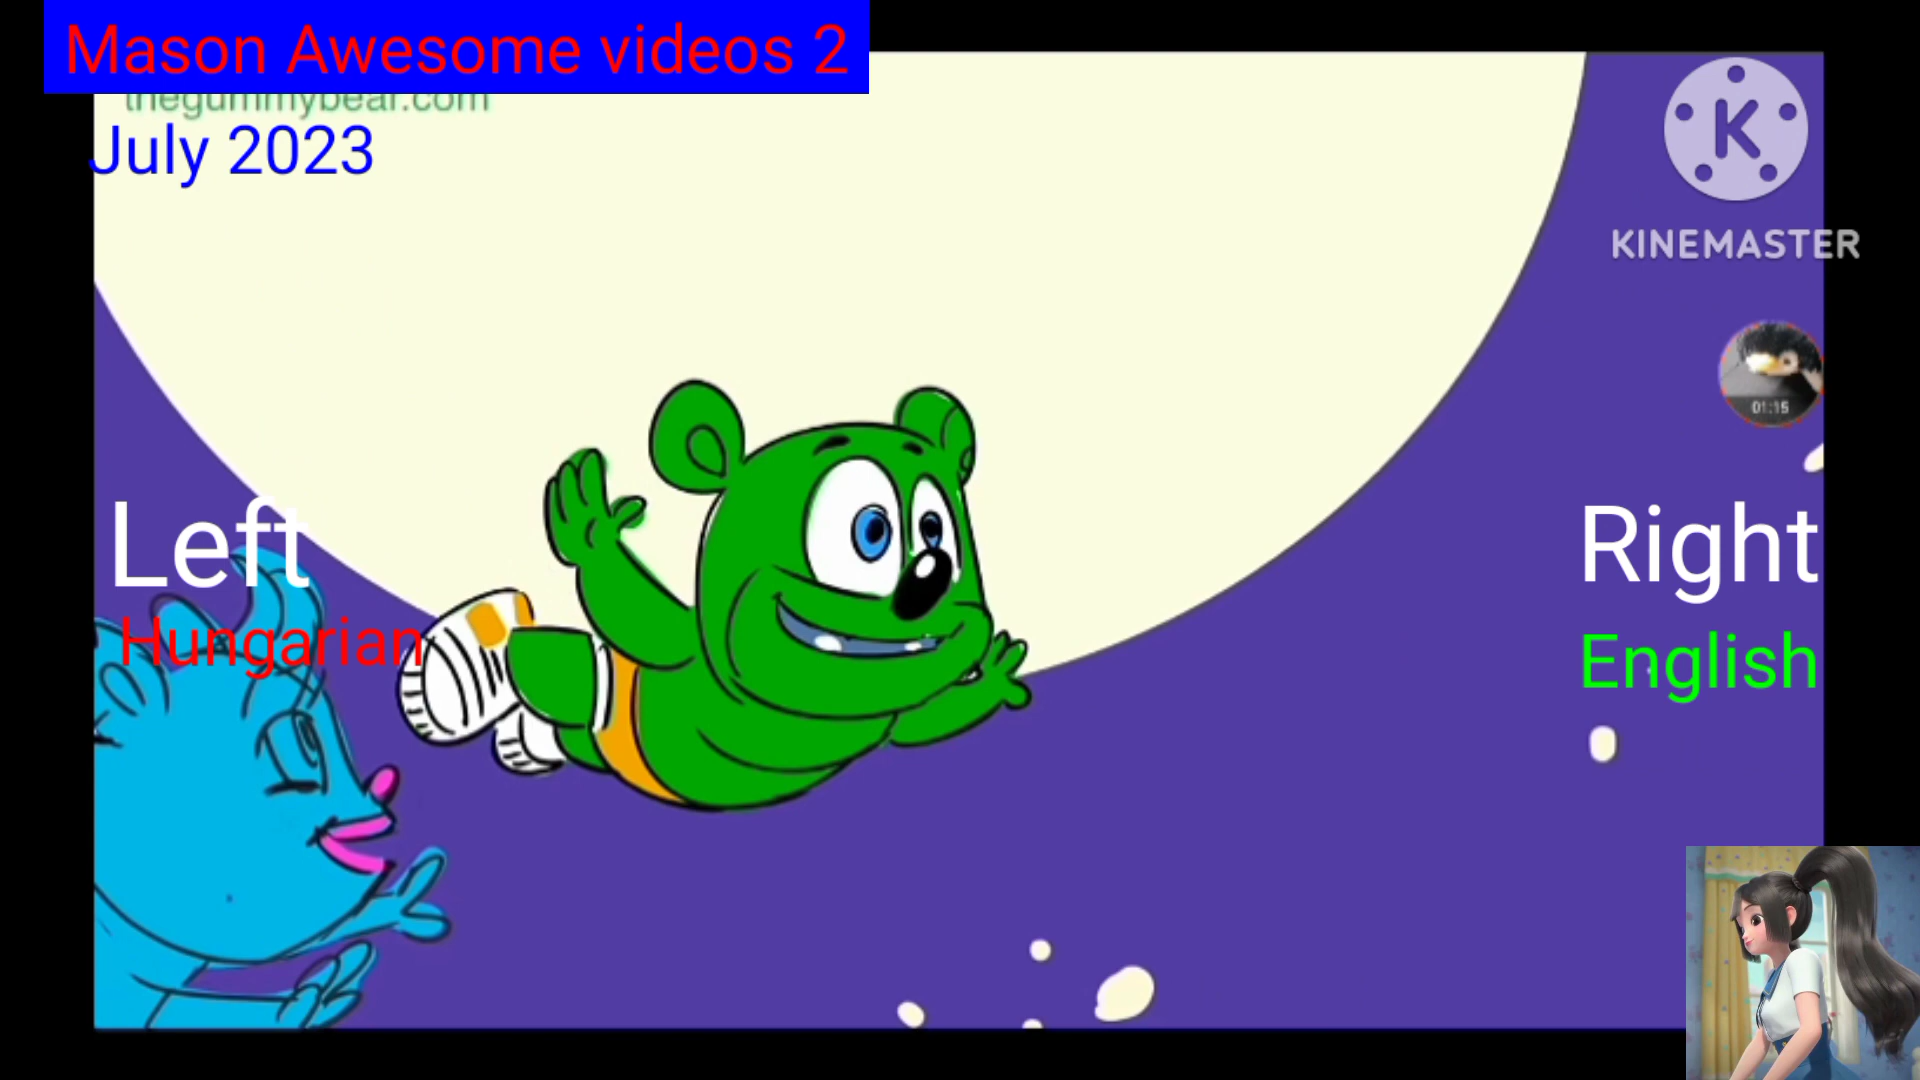 Mason Awesome videos 2
thegummybear.com
July 2023
KINEMASTER
01:15
Left
Right
Hungarian
English